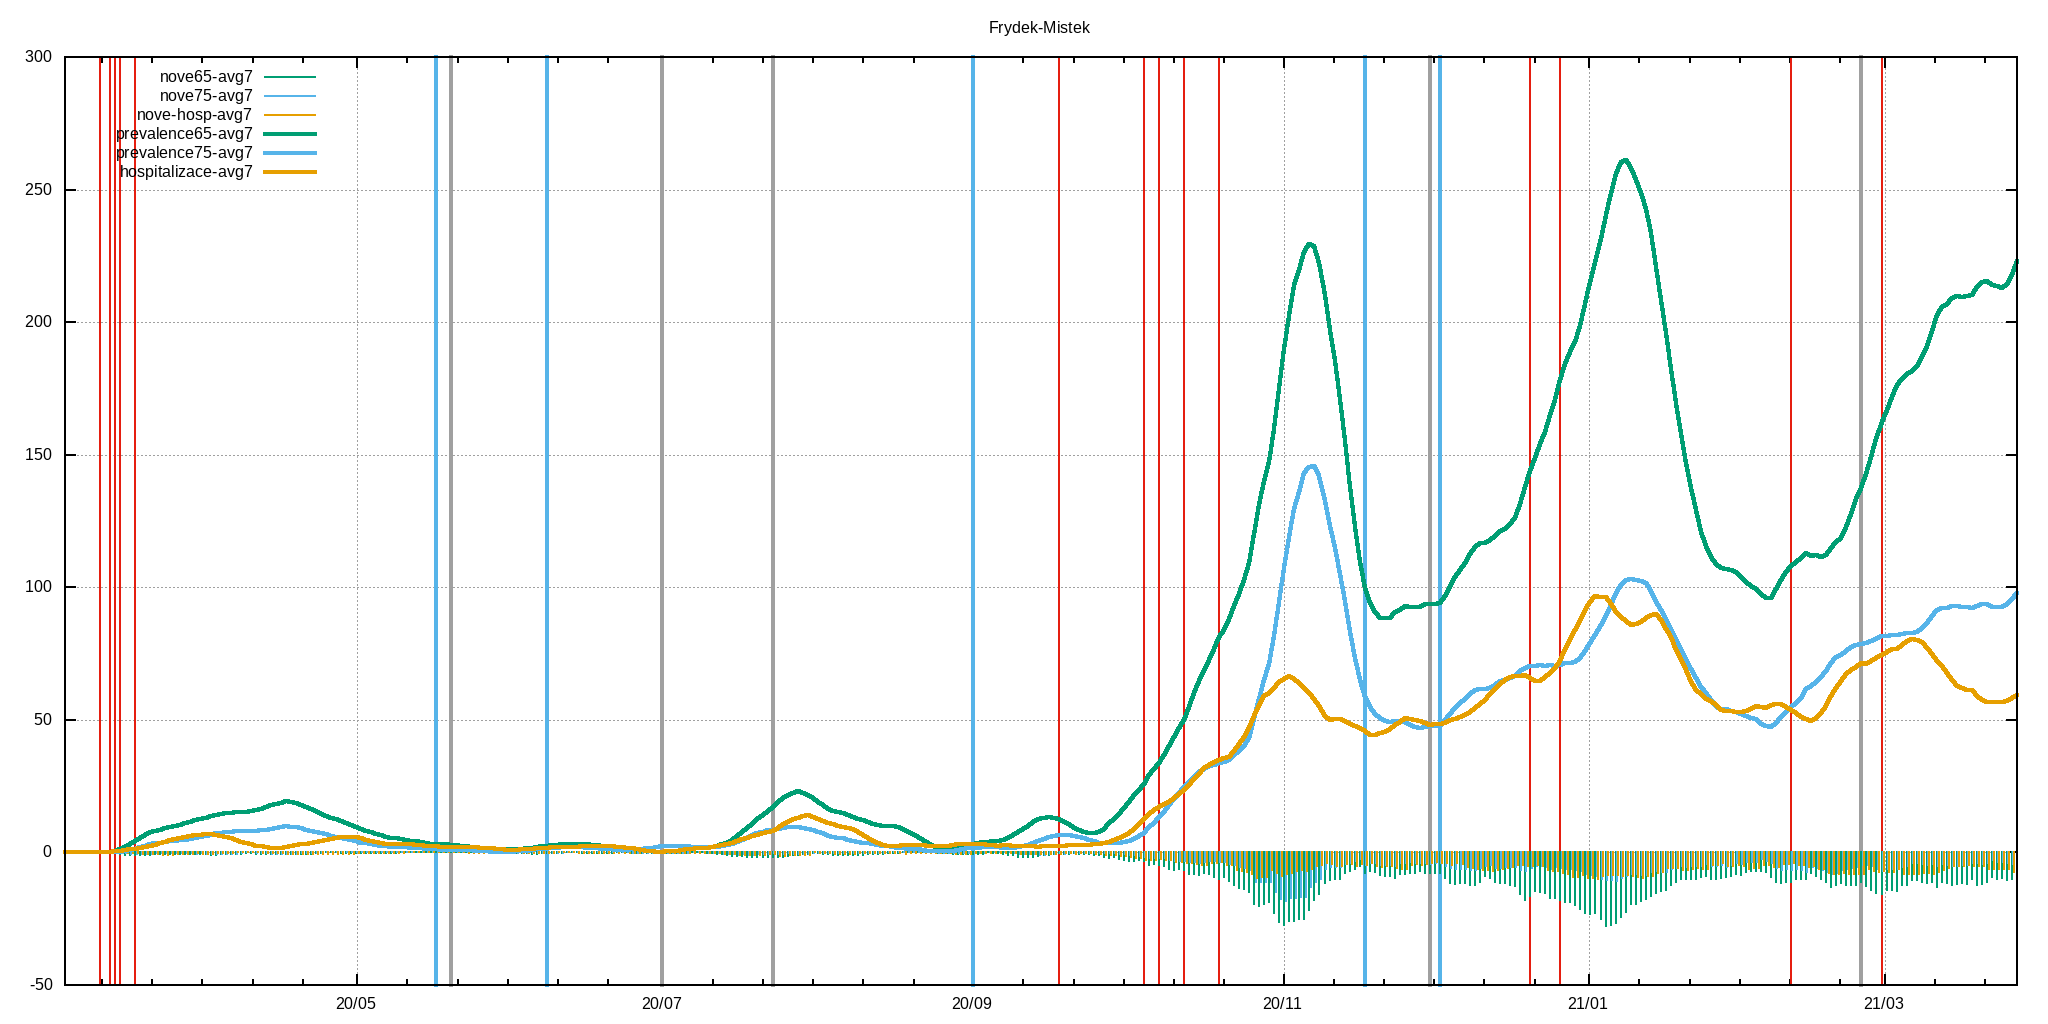 Frydek-Mistek
300
250
200
150
100
50
0
-50
nove65-avg7
nove75-avg7
nove-hosp-avg7
prevalence65-avg7
prevalence75-avg7
hospitalizace-avg7
20/05
20/07
20/09
20/11
21/01
21/03